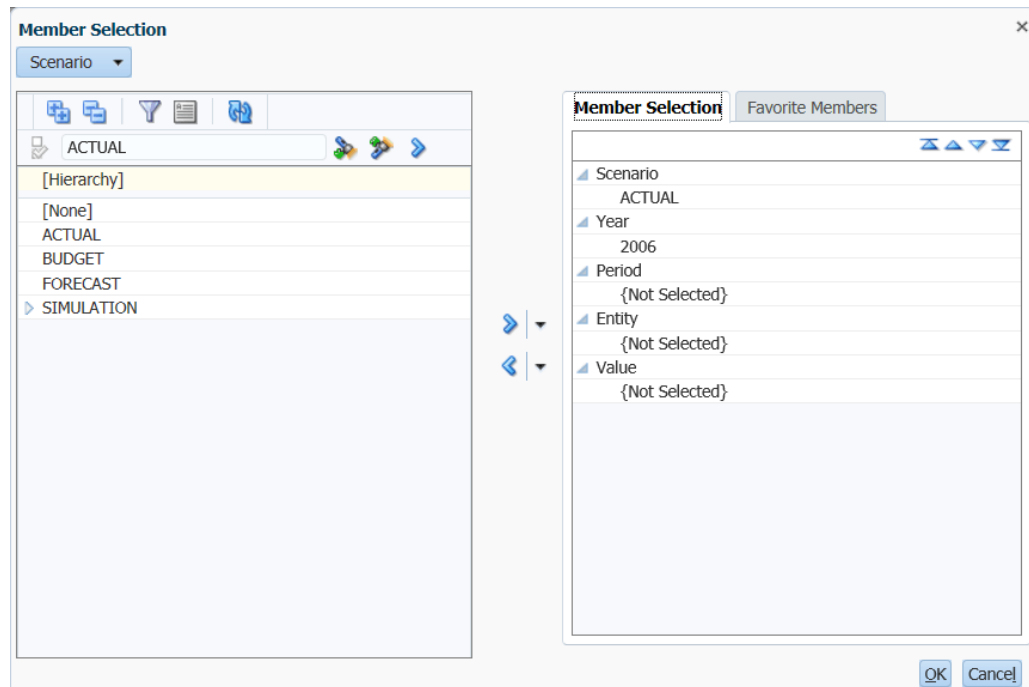 Member Selection
Scenario
ACTUAL
[Hierarchy]
[None]
ACTUAL
BUDGET
FORECAST
SIMULATION
Member Selection
Favorite Members
Scenario
ACTUAL
Year
2006
Period
{Not Selected}
Entity
{Not Selected}
Value
{Not Selected}
OK
Cancel